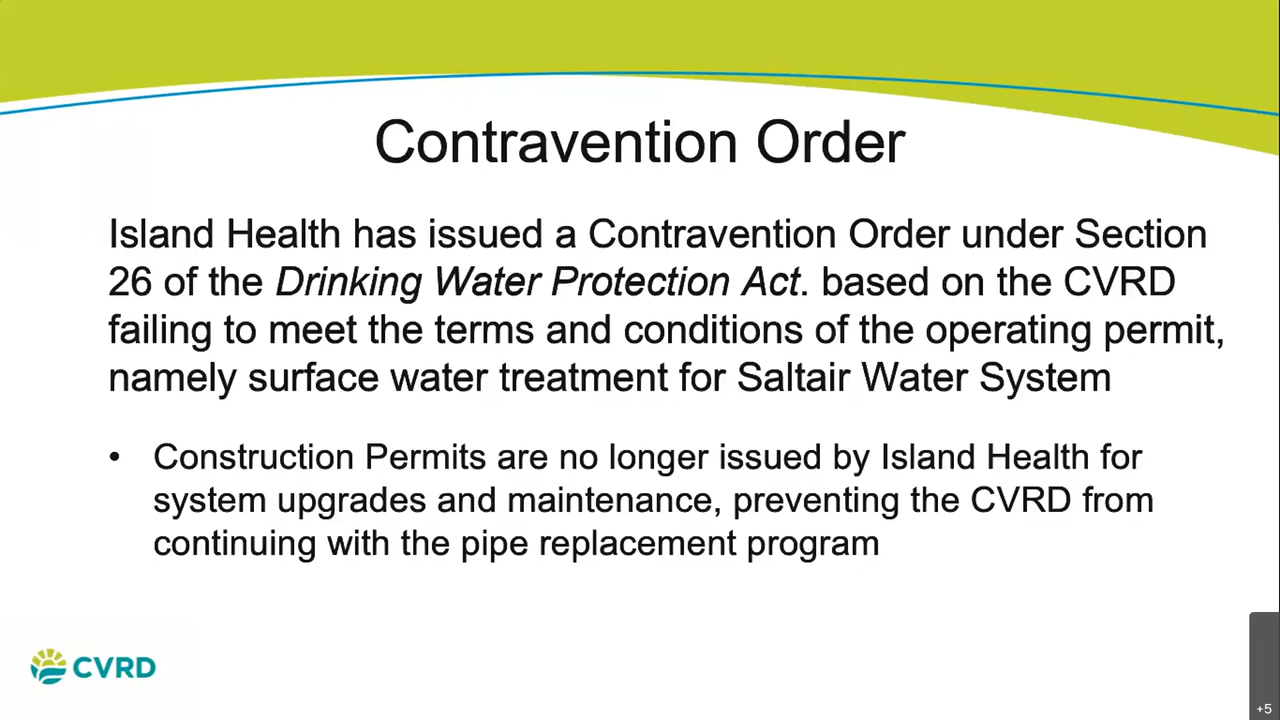 Contravention Order
Island Health has issued a Contravention Order under Section
26 of the Drinking Water Protection Act. based on the CVRD
failing to meet the terms and conditions of the operating permit,
namely surface water treatment for Saltair Water System
• Construction Permits are no longer issued by Island Health for
system upgrades and maintenance, preventing the CVRD from
continuing with the pipe replacement program
CVRD
+5